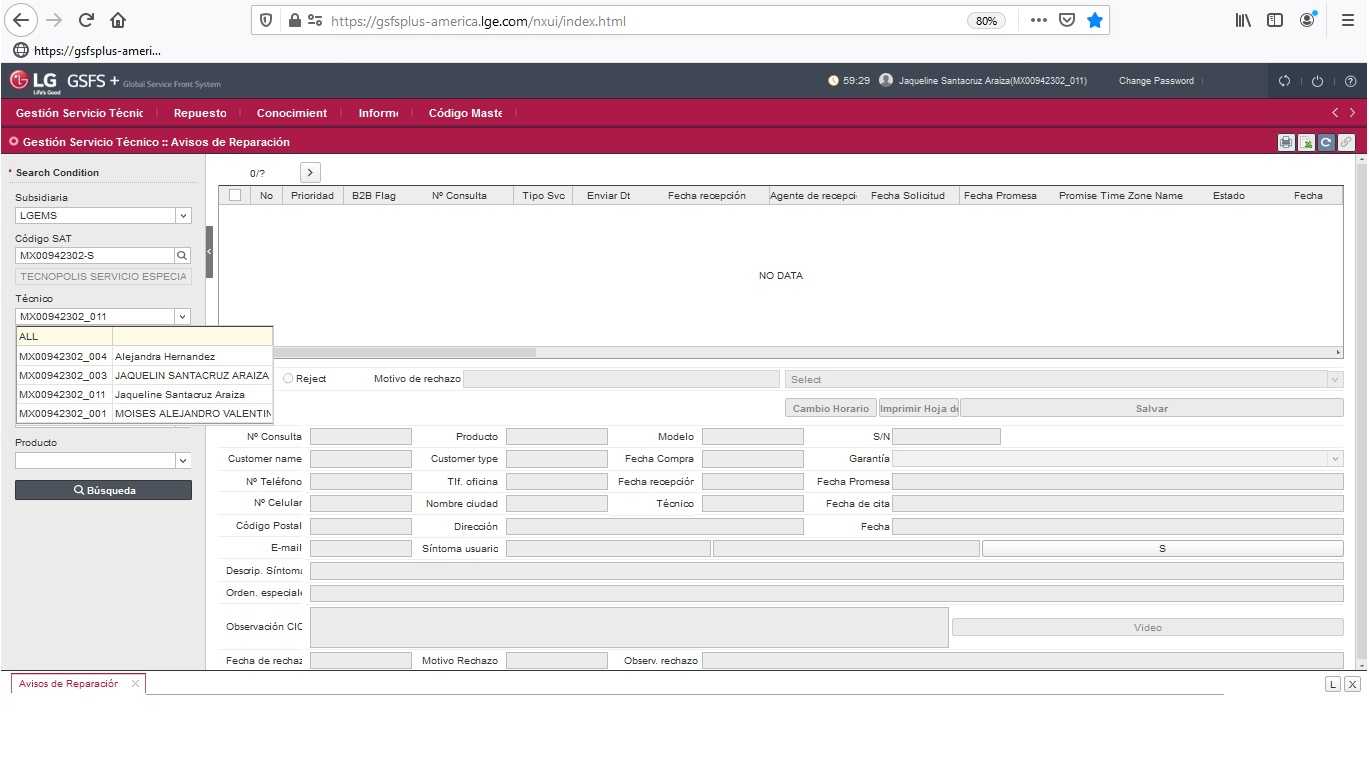 https://gsfsplus-america.lge.com/nxui/index.html
80%
https://gsfsplus-ameri...
LG
Life's Good
GSFS + Global Service Front System
59:29 Jaqueline Santacruz Araiza(MX00942302_011) Change Password
Gestión Servicio Técnic Repuesto Conocimient Informe Código Maste
Gestión Servicio Técnico :: Avisos de Reparación
Search Condition
Subsidiaria
LGEMS
Código SAT
MX00942302-S
TECNOPOLIS SERVICIO ESPECIA
Técnico
MX00942302_011
ALL
MX00942302_004 Alejandra Hernandez
MX00942302_003 JAQUELIN SANTACRUZ ARAIZA
MX00942302_011 Jaqueline Santacruz Araiza
MX00942302_001 MOISES ALEJANDRO VALENTIN
Producto
Búsqueda
0/?
No Prioridad B2B Flag Nº Consulta Tipo Svc Enviar Dt Fecha recepción Agente de recepci Fecha Solicitud Fecha Promesa Promise Time Zone Name Estado Fecha
NO DATA
Reject Motivo de rechazo Select
Cambio Horario Imprimir Hoja de Salvar
Nº Consulta Producto Modelo S/N
Customer name Customer type Fecha Compra Garantía
Nº Teléfono Tlf. oficina Fecha recepción Fecha Promesa
Nº Celular Nombre ciudad Técnico Fecha de cita
Código Postal Dirección Fecha
E-mail Síntoma usuario S
Descrip. Síntoma
Orden. especiale
Observación CIC Video
Fecha de rechaz Motivo Rechazo Observ. rechazo
Avisos de Reparación
L X